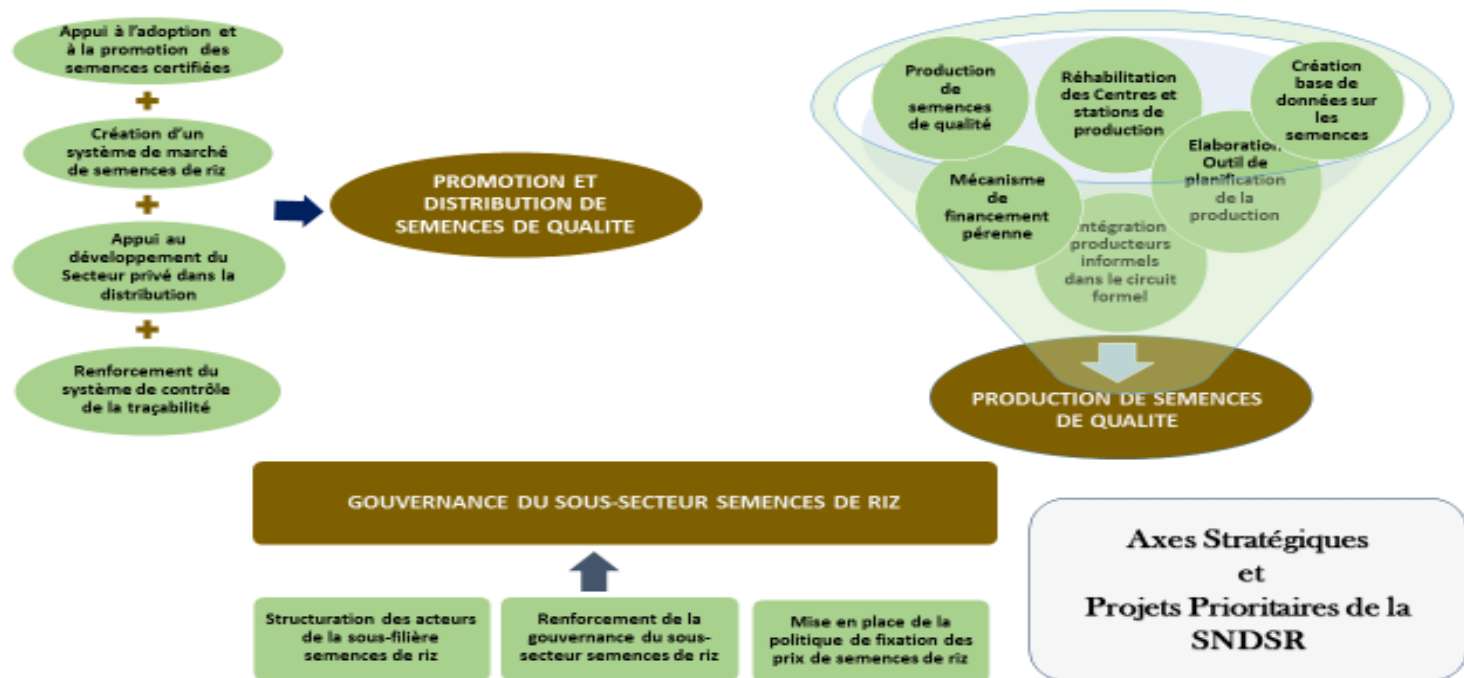 Appui à l'adoption et
à la promotion des
semences certifiées
Création d'un
système de marché
de semences de riz
Appui au
développement du
Secteur privé dans la
distribution
Renforcement du
système de contrôle
de la traçabilité
PROMOTION ET
DISTRIBUTION DE
SEMENCES DE QUALITE
Production
de
semences
de qualité
Réhabilitation
des Centres et
stations de
production
Création
base de
données sur
les
semences
Mécanisme
de
financement
pérenne
Elaboration
Outil de
planification
de la
production
Intégration
producteurs
informels
dans le circuit
formel
PRODUCTION DE SEMENCES
DE QUALITE
GOUVERNANCE DU SOUS-SECTEUR SEMENCES DE RIZ
Structuration des acteurs
de la sous-filière
semences de riz
Renforcement de la
gouvernance du sous-
secteur semences de riz
Mise en place de la
politique de fixation des
prix de semences de riz
Axes Stratégiques
et
Projets Prioritaires de la
SNDSR